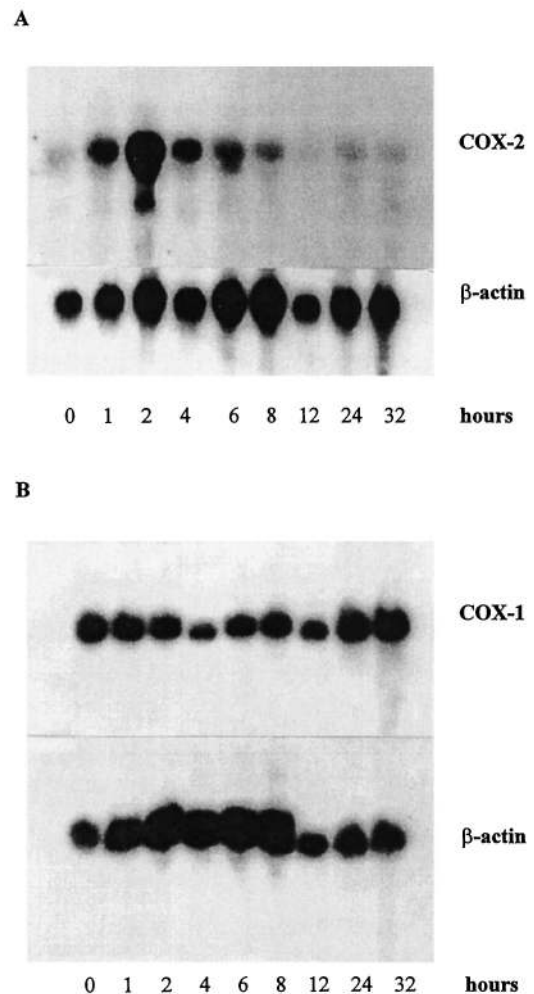 A
COX-2
β-actin
0 1 2 4 6 8 12 24 32 hours
B
COX-1
β-actin
0 1 2 4 6 8 12 24 32 hours